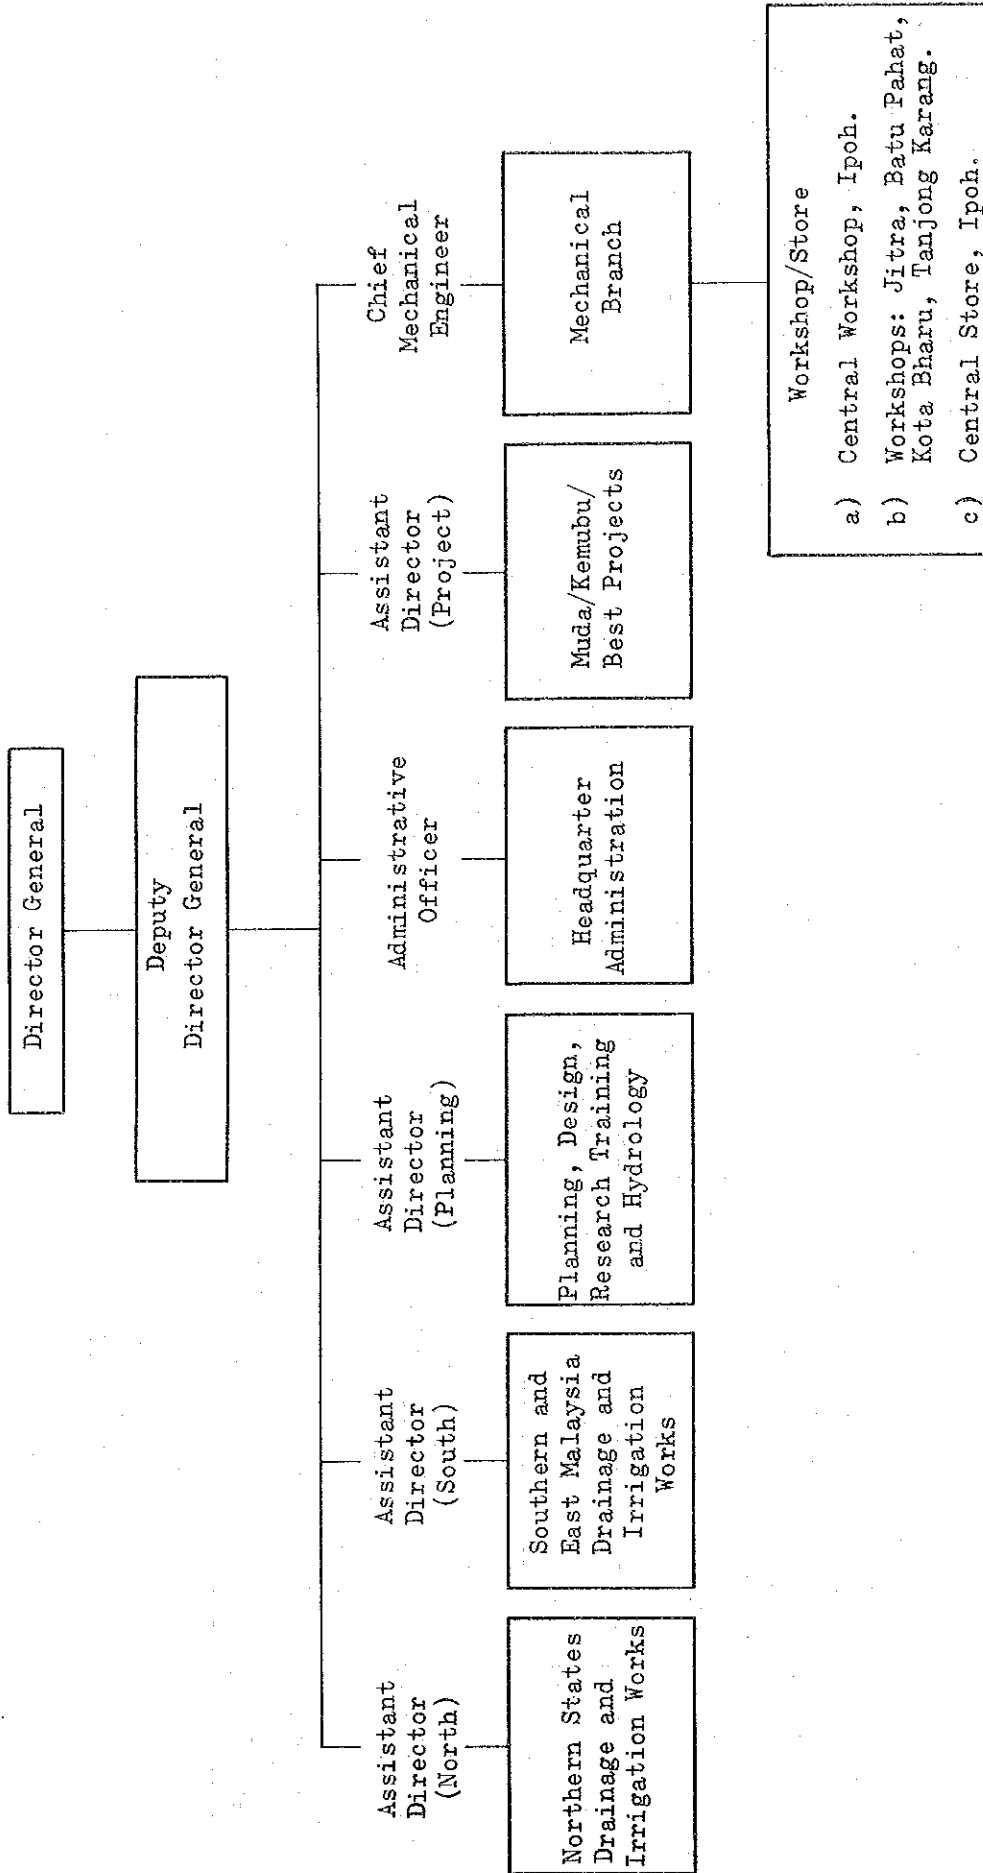 Director General
Deputy
Director General
Assistant
Director
(North)
Assistant
Director
(South)
Assistant
Director
(Planning)
Administrative
Officer
Assistant
Director
(Project)
Chief
Mechanical
Engineer
Northern States
Drainage and
Irrigation Works
Southern and
East Malaysia
Drainage and
Irrigation
Works
Planning, Design,
Research Training
and Hydrology
Headquarter
Administration
Muda/Kemubu/
Best Projects
Mechanical
Branch
Workshop/Store
a) Central Workshop, Ipoh.
b) Workshops: Jitra, Batu Pahat,
Kota Bharu, Tanjong Karang.
c) Central Store, Ipoh.